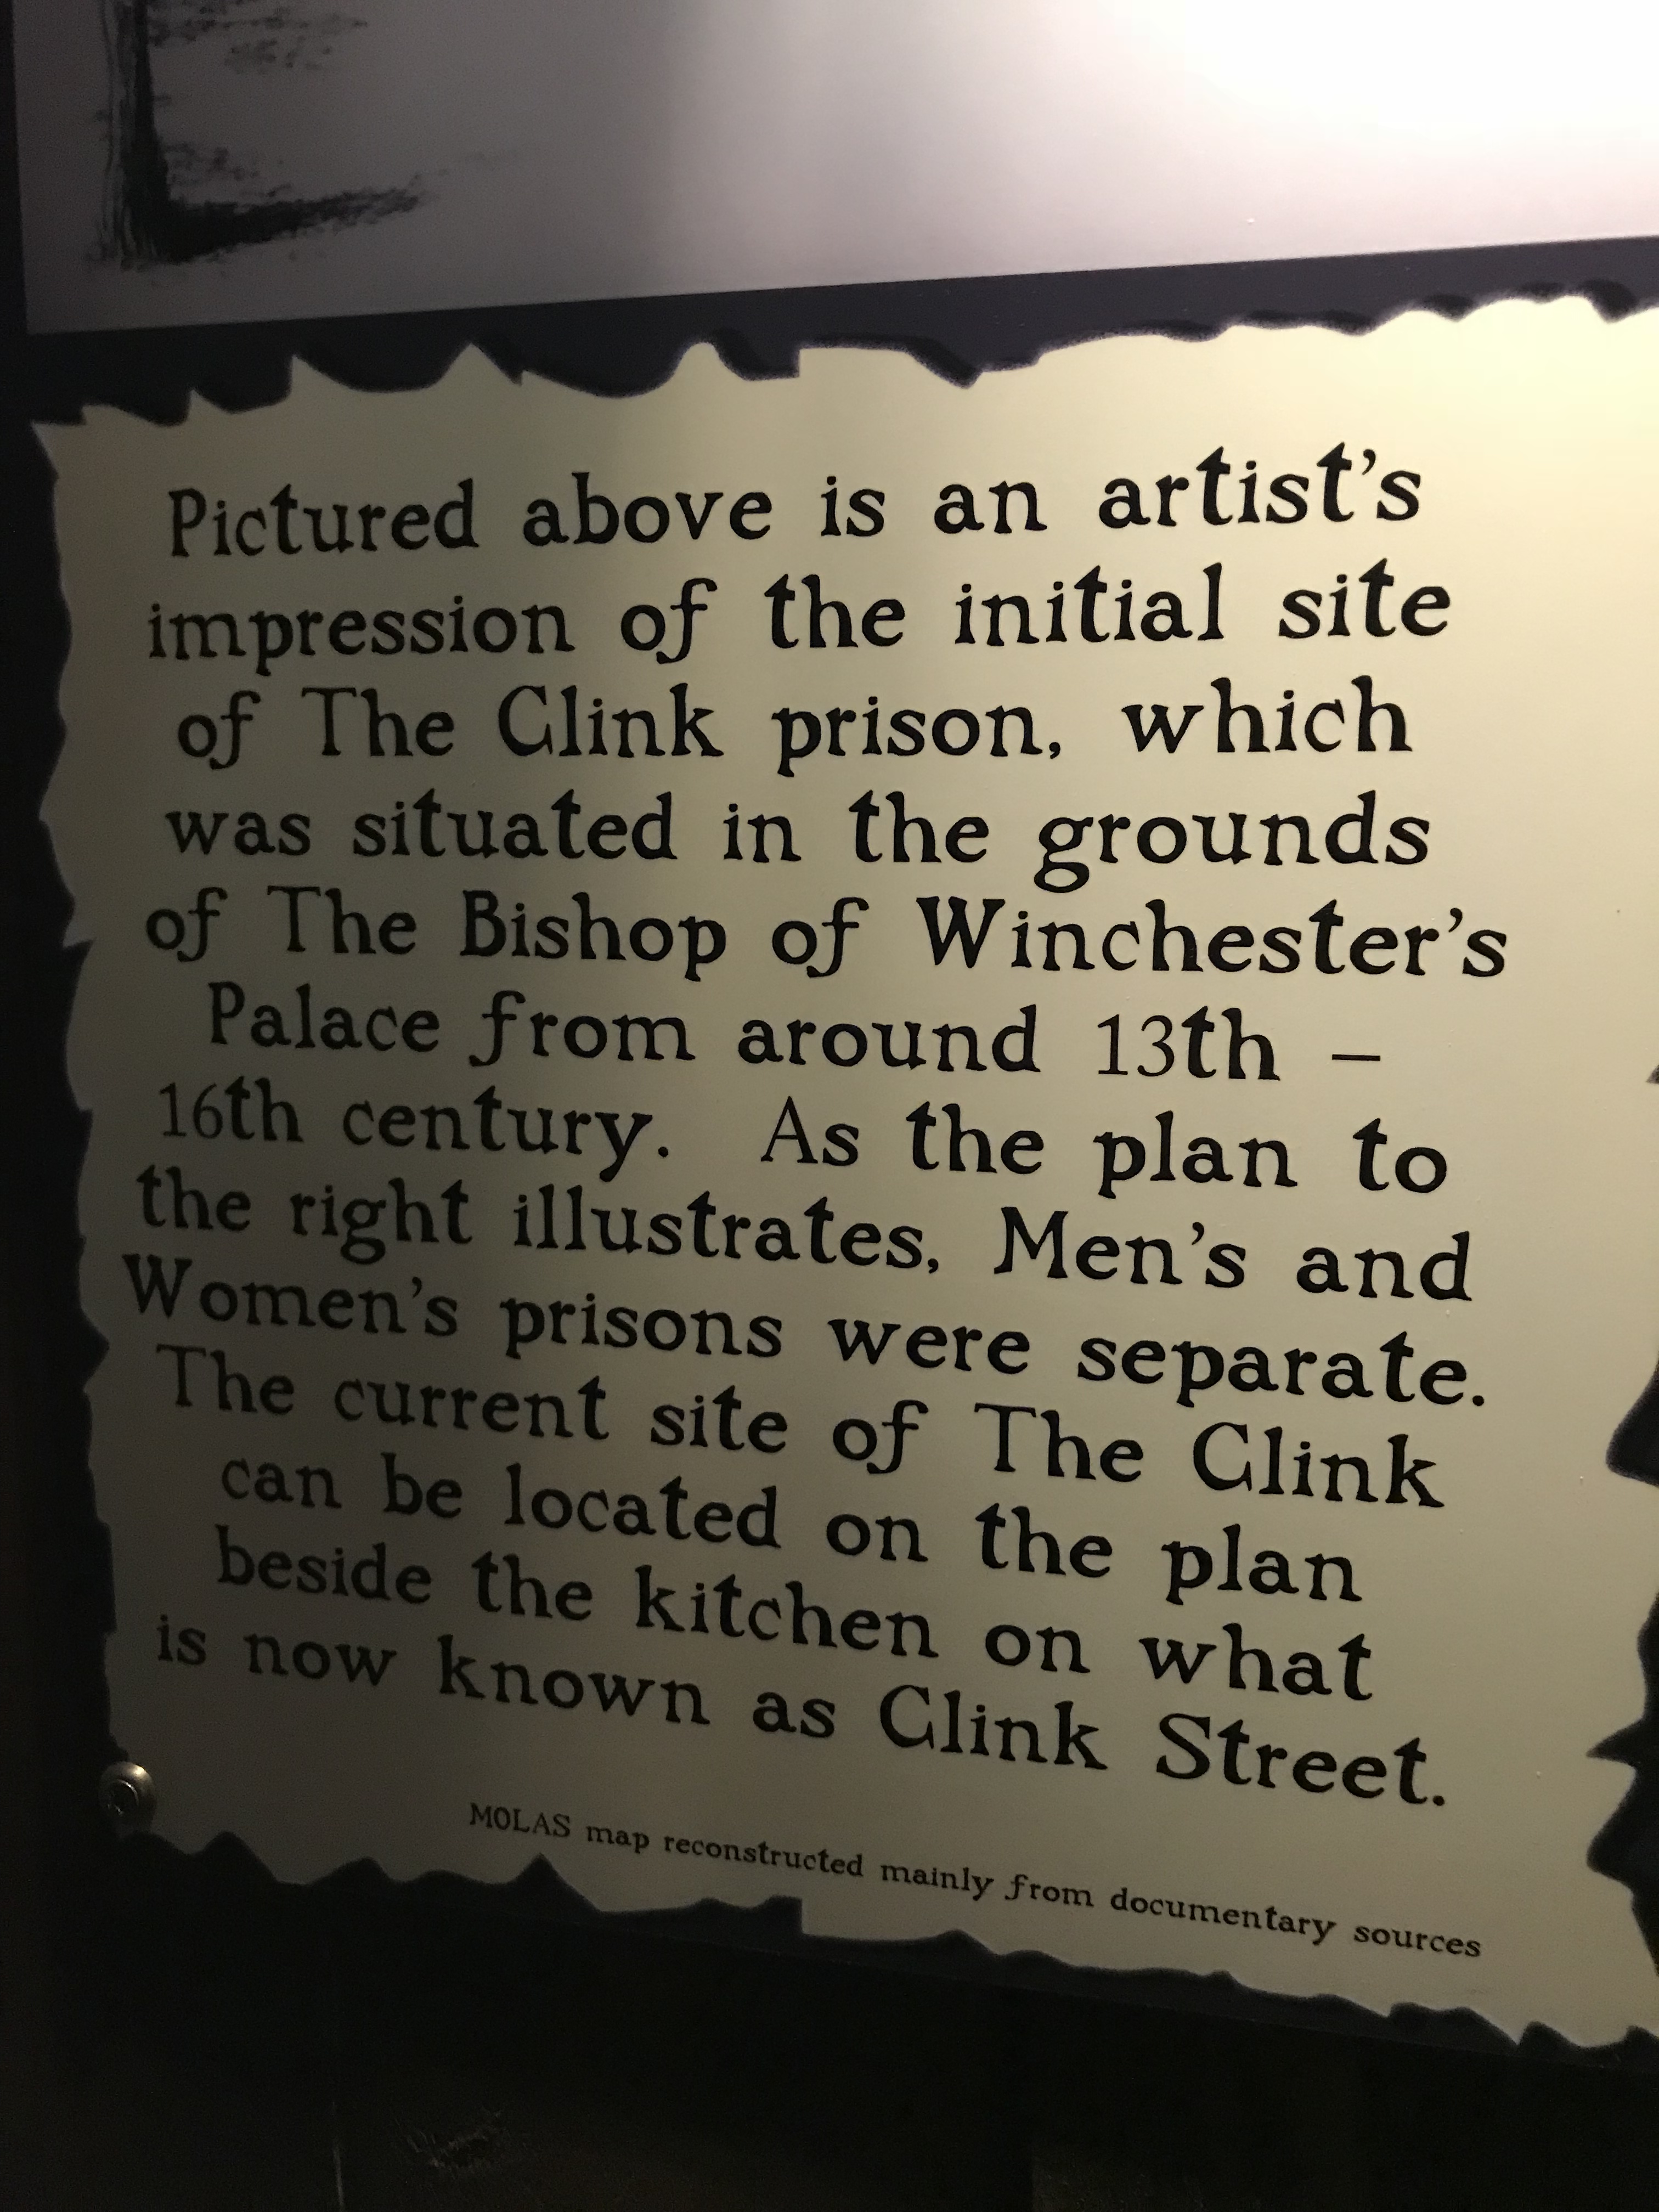 Pictured above is an artist's
impression of the initial site
of The Clink prison, which
was situated in the grounds
of The Bishop of Winchester's
Palace from around 13th –
16th century. As the plan to
the right illustrates, Men's and
Women's prisons were separate.
The current site of The Clink
can be located on the plan
beside the kitchen on what
is now known as Clink Street.
MOLAS map reconstructed mainly from documentary sources